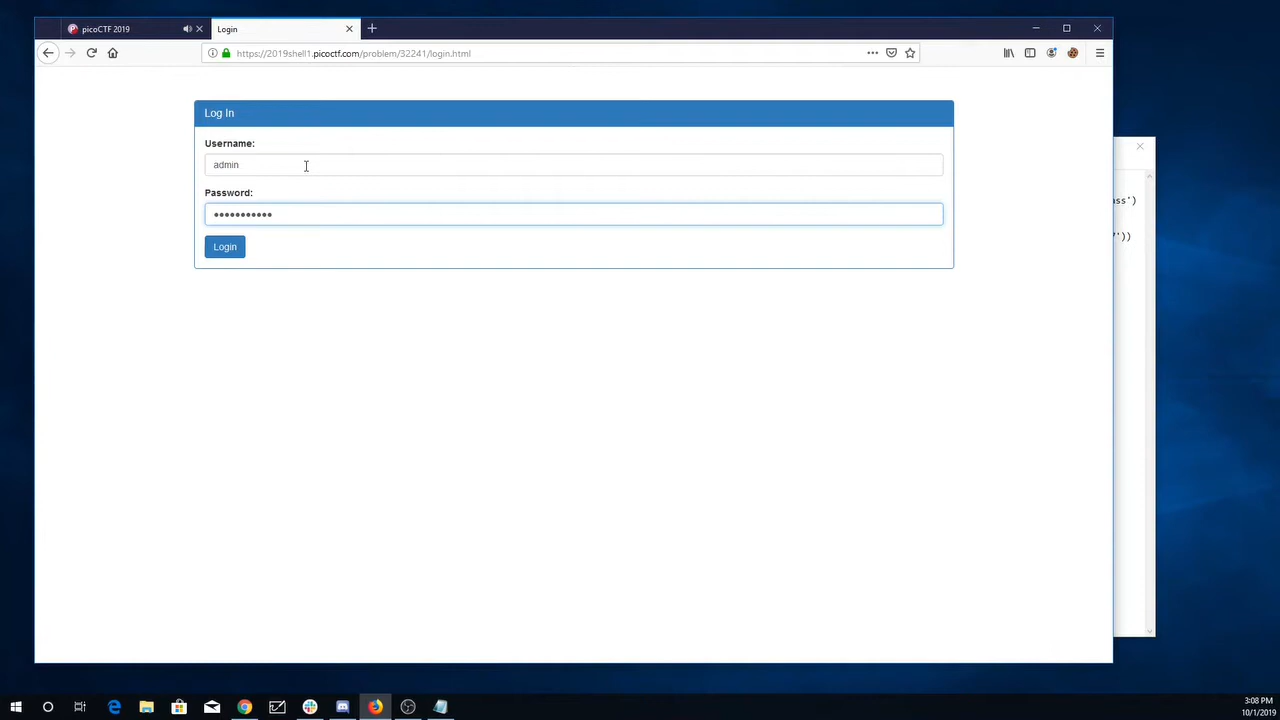 picoCTF 2019
Login
https://2019shell1.picoctf.com/problem/32241/login.html
Log In
Username:
admin
Password:
•••••••••••
Login
ass')
'))
3:08 PM
10/1/2019